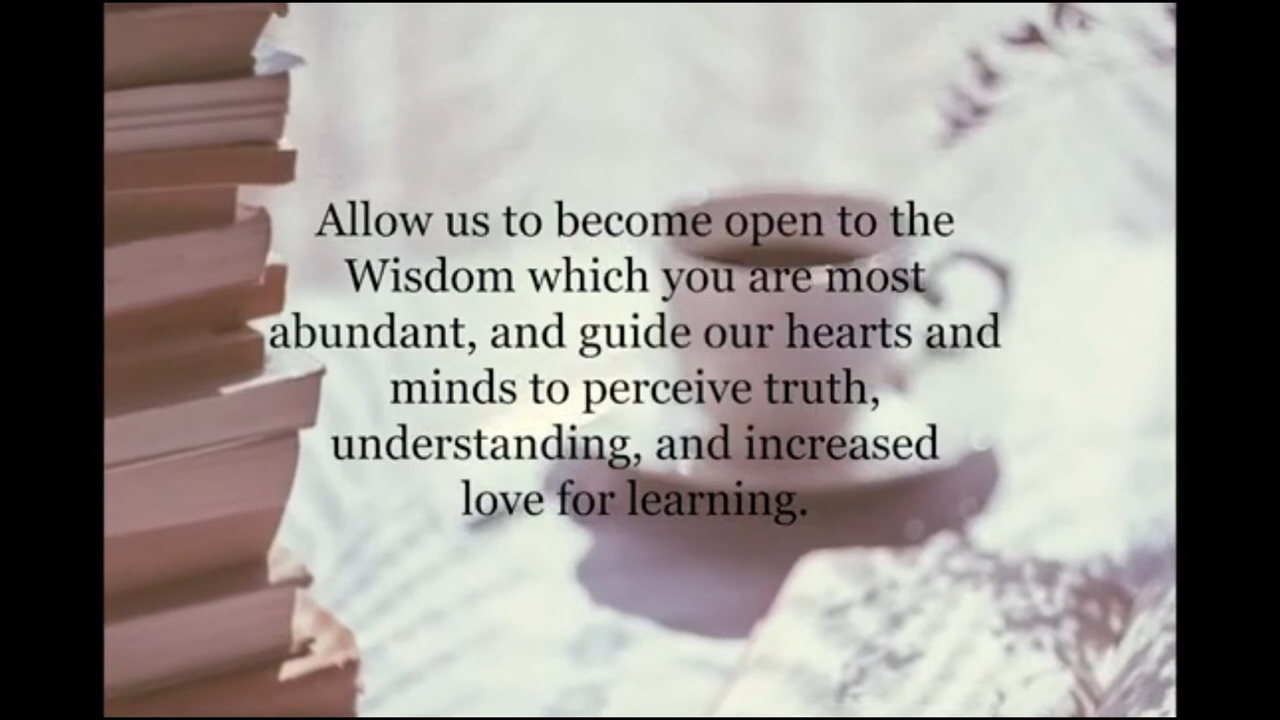 Allow us to become open to the
Wisdom which you are most
abundant, and guide our hearts and
minds to perceive truth,
understanding, and increased
love for learning.